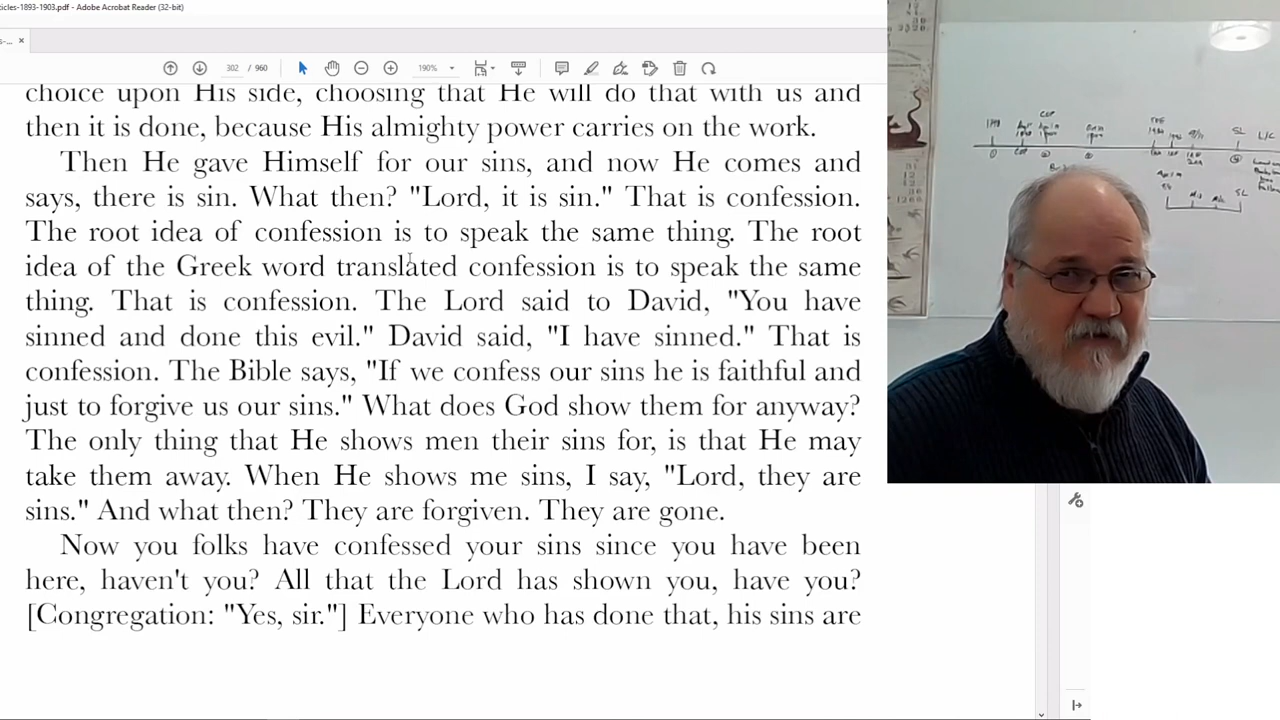 ticles-1893-1903.pdf - Adobe Acrobat Reader (32-bit)
s-... ×
302 / 960 190%
choice upon His side, choosing that He will do that with us and
then it is done, because His almighty power carries on the work.
Then He gave Himself for our sins, and now He comes and
says, there is sin. What then? "Lord, it is sin." That is confession.
The root idea of confession is to speak the same thing. The root
idea of the Greek word translated confession is to speak the same
thing. That is confession. The Lord said to David, "You have
sinned and done this evil." David said, "I have sinned." That is
confession. The Bible says, "If we confess our sins he is faithful and
just to forgive us our sins." What does God show them for anyway?
The only thing that He shows men their sins for, is that He may
take them away. When He shows me sins, I say, "Lord, they are
sins." And what then? They are forgiven. They are gone.
Now you folks have confessed your sins since you have been
here, haven't you? All that the Lord has shown you, have you?
[Congregation: "Yes, sir."] Everyone who has done that, his sins are
SL
L/C
SL